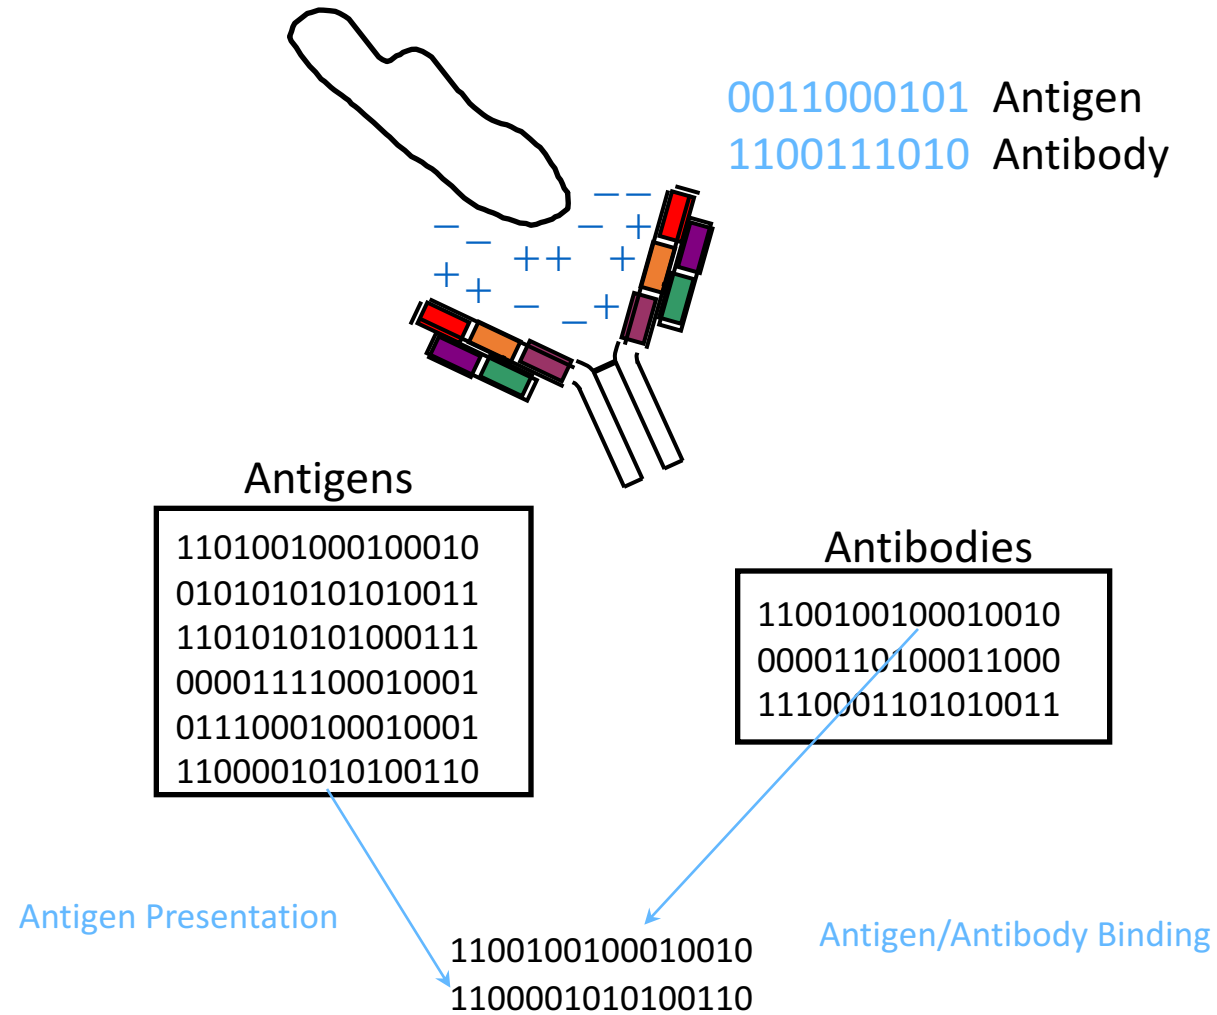 0011000101 Antigen
1100111010 Antibody
Antigens
1101001000100010
0101010101010011
1101010101000111
0000111100010001
0111000100010001
1100001010100110
Antibodies
1100100100010010
0000110100011000
1110001101010011
Antigen Presentation
Antigen/Antibody Binding
1100100100010010
1100001010100110